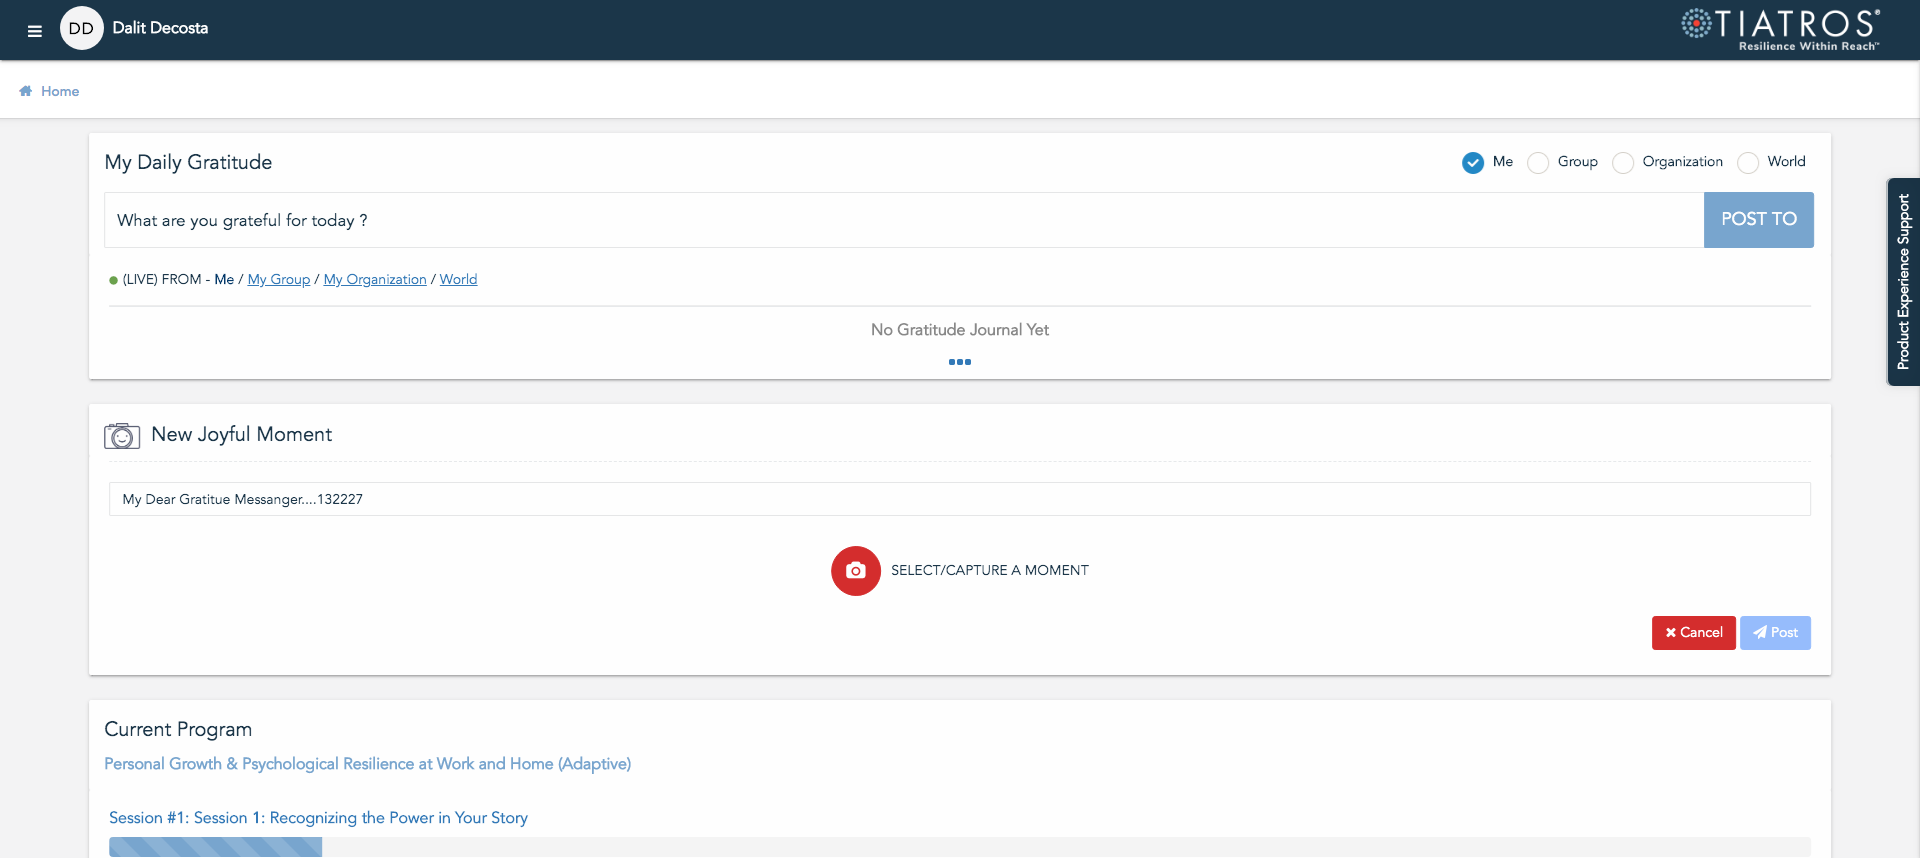 DD
Dalit Decosta
TIATROS®
Resilience Within Reach™
Home
My Daily Gratitude
Me
Group
Organization
World
What are you grateful for today ?
POST TO
(LIVE) FROM - Me / My Group / My Organization / World
No Gratitude Journal Yet
Product Experience Support
New Joyful Moment
My Dear Gratitue Messanger....132227
SELECT/CAPTURE A MOMENT
Cancel
Post
Current Program
Personal Growth & Psychological Resilience at Work and Home (Adaptive)
Session #1: Session 1: Recognizing the Power in Your Story